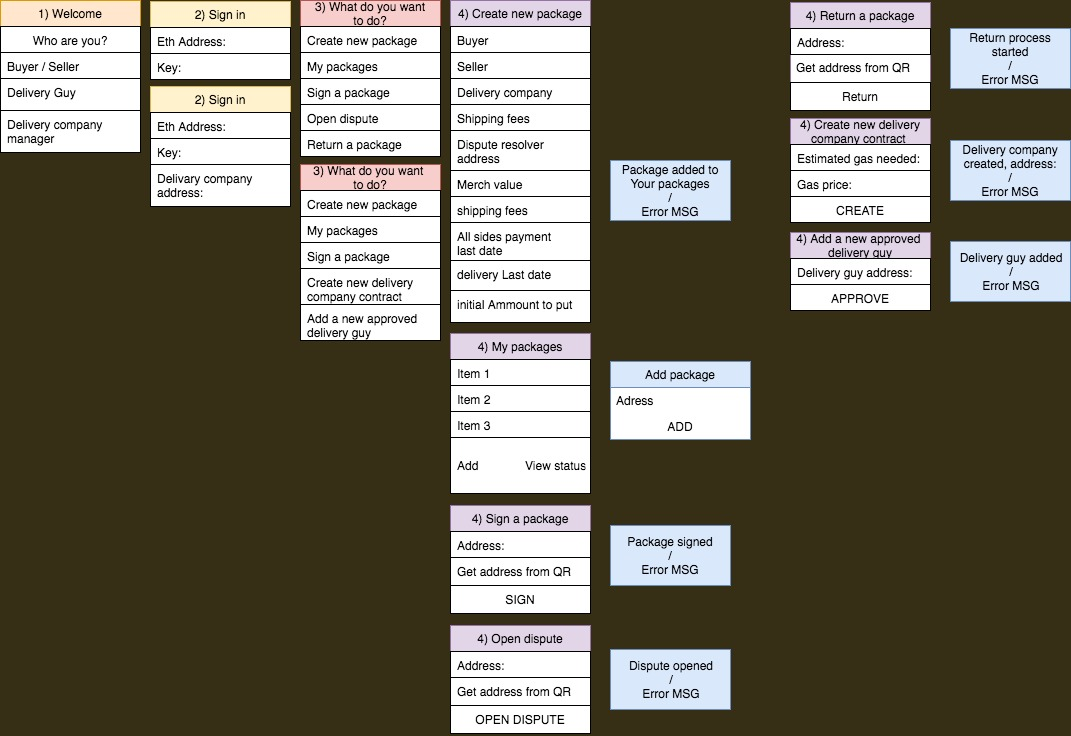 1) Welcome
Who are you?
Buyer / Seller
Delivery Guy
Delivery company
manager
2) Sign in
Eth Address:
Key:
2) Sign in
Eth Address:
Key:
Delivary company
address:
3) What do you want
to do?
Create new package
My packages
Sign a package
Open dispute
Return a package
3) What do you want
to do?
Create new package
My packages
Sign a package
Create new delivery
company contract
Add a new approved
delivery guy
4) Create new package
Buyer
Seller
Delivery company
Shipping fees
Dispute resolver
address
Merch value
shipping fees
All sides payment
last date
delivery Last date
initial Ammount to put
Package added to
Your packages
/
Error MSG
4) My packages
Item 1
Item 2
Item 3
Add View status
Add package
Adress
ADD
4) Sign a package
Address:
Get address from QR
SIGN
Package signed
/
Error MSG
4) Open dispute
Address:
Get address from QR
OPEN DISPUTE
Dispute opened
/
Error MSG
4) Return a package
Address:
Get address from QR
Return
Return process
started
/
Error MSG
4) Create new delivery
company contract
Estimated gas needed:
Gas price:
CREATE
Delivery company
created, address:
/
Error MSG
4) Add a new approved
delivery guy
Delivery guy address:
APPROVE
Delivery guy added
/
Error MSG